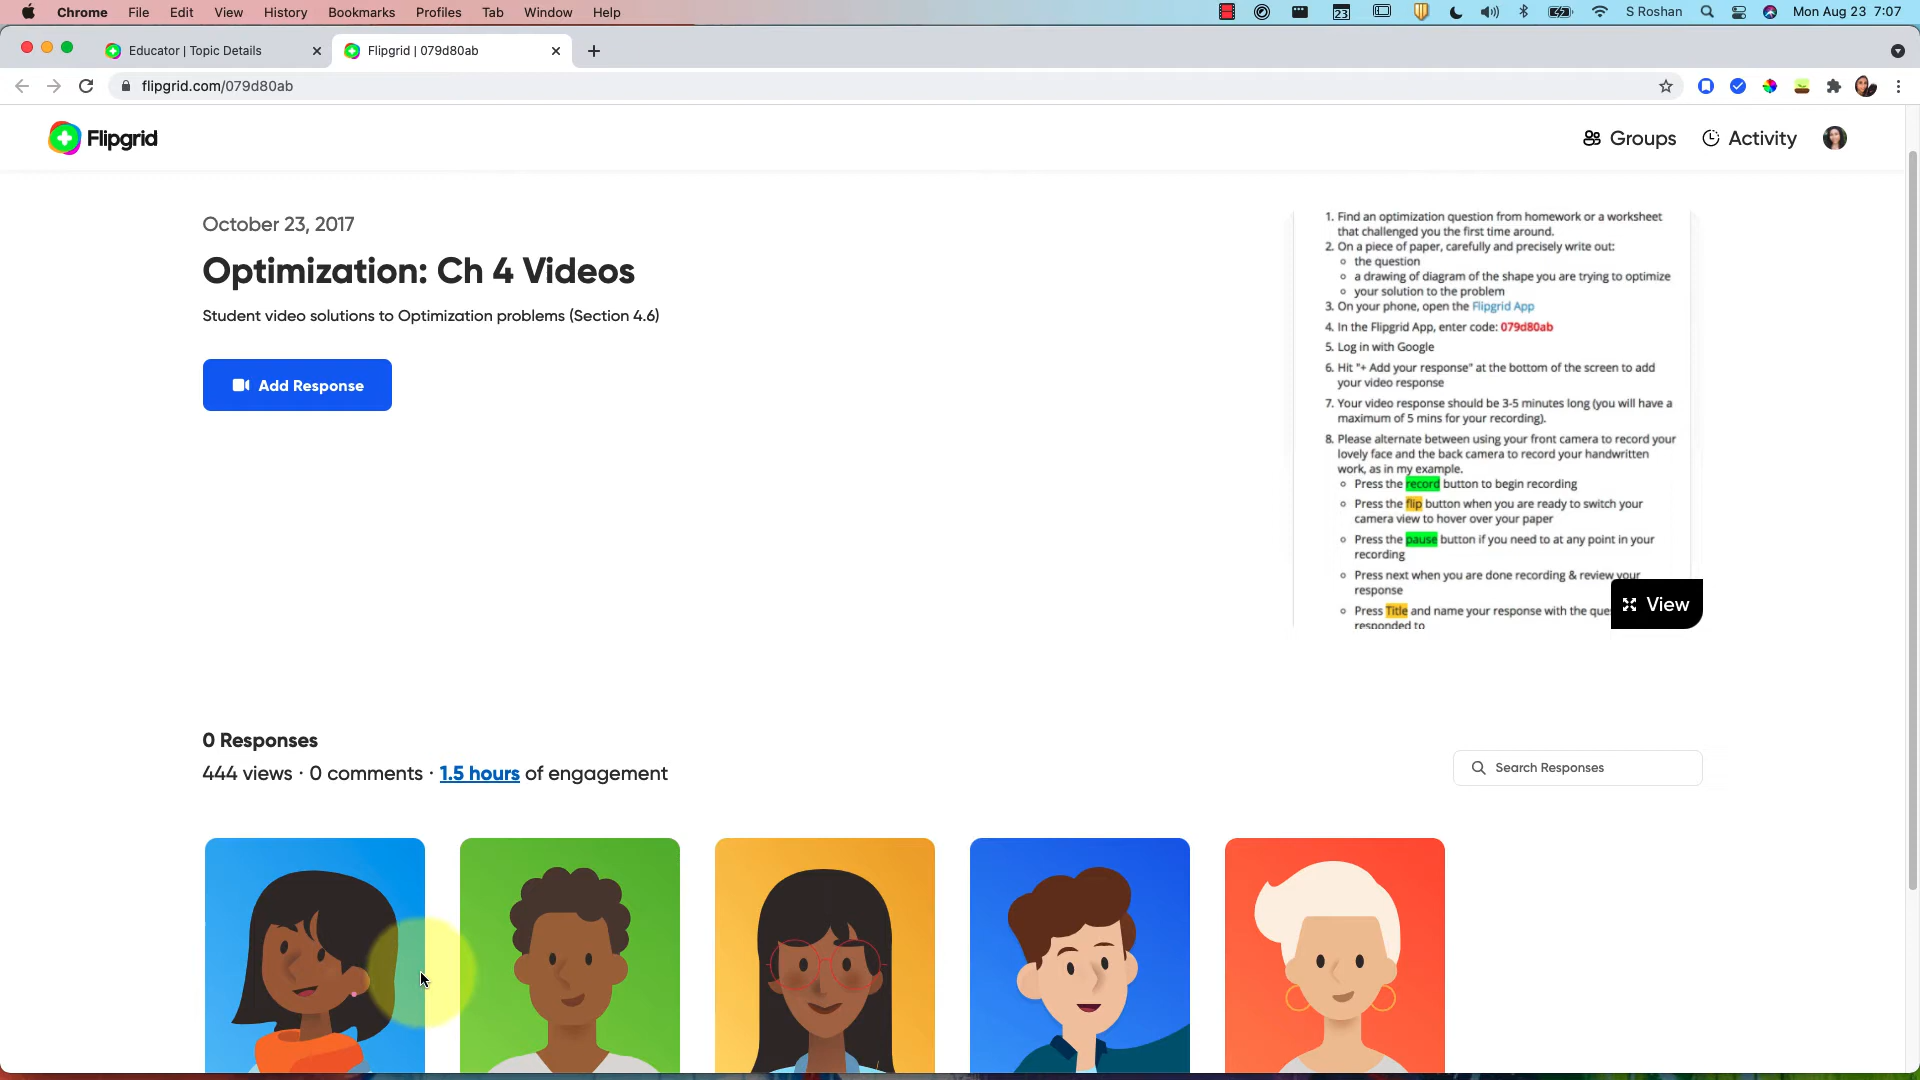 Chrome File Edit View History Bookmarks Profiles Tab Window Help
23 S Roshan Mon Aug 23 7:07
Educator | Topic Details
Flipgrid | 079d80ab
flipgrid.com/079d80ab
Flipgrid
Groups
Activity
October 23, 2017
Optimization: Ch 4 Videos
Student video solutions to Optimization problems (Section 4.6)
Add Response
1. Find an optimization question from homework or a worksheet
that challenged you the first time around.
2. On a piece of paper, carefully and precisely write out:
the question
a drawing of diagram of the shape you are trying to optimize
your solution to the problem
3. On your phone, open the Flipgrid App
4. In the Flipgrid App, enter code: 079d80ab
5. Log in with Google
6. Hit "+ Add your response" at the bottom of the screen to add
your video response
7. Your video response should be 3-5 minutes long (you will have a
maximum of 5 mins for your recording).
8. Please alternate between using your front camera to record your
lovely face and the back camera to record your handwritten
work, as in my example.
Press the record button to begin recording
Press the flip button when you are ready to switch your
camera view to hover over your paper
Press the pause button if you need to at any point in your
recording
Press next when you are done recording & review your
response
Press Title and name your response with the
responded to
View
0 Responses
444 views · 0 comments · 1.5 hours of engagement
Search Responses